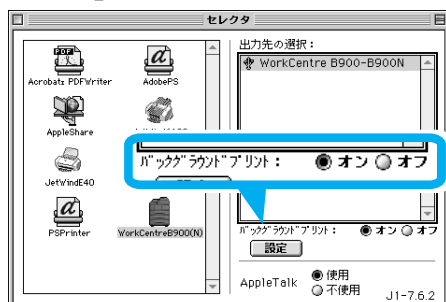 セレクタ
出力先の選択：
WorkCentre B900-B900N
Acrobat™ PDFWriter
AdobePS
AppleShare
JetWindE40
バックグラウンドプリント： オン オフ
PSPrinter
WorkCentreB900(N)
バックグラウンドプリント： オン オフ
設定
AppleTalk
使用
不使用
J1-7.6.2